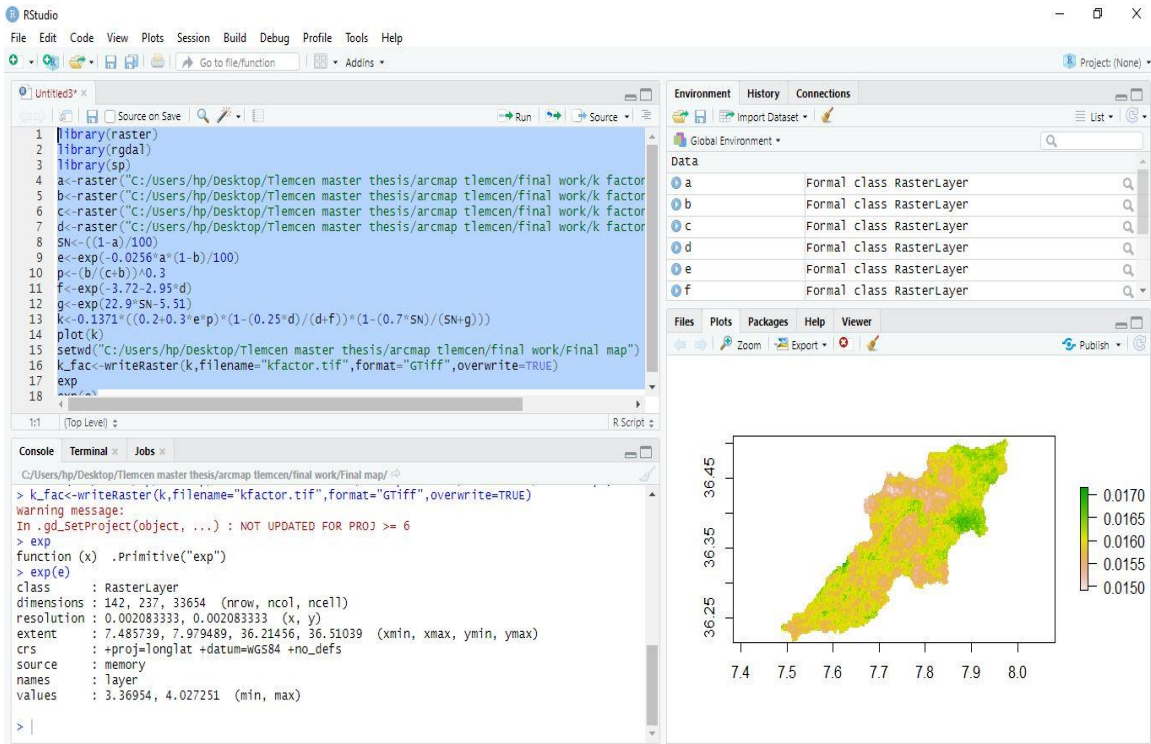 RStudio
File Edit Code View Plots Session Build Debug Profile Tools Help
Go to file/function
Addins
Project: (None)
Untitled3*
Source on Save
Run
Source
1 library(raster)
2 library(rgdal)
3 library(sp)
4 a<-raster("C:/Users/hp/Desktop/Tlemcen master thesis/arcmap tlemcen/final work/k factor
5 b<-raster("C:/Users/hp/Desktop/Tlemcen master thesis/arcmap tlemcen/final work/k factor
6 c<-raster("C:/Users/hp/Desktop/Tlemcen master thesis/arcmap tlemcen/final work/k factor
7 d<-raster("C:/Users/hp/Desktop/Tlemcen master thesis/arcmap tlemcen/final work/k factor
8 SN<-((1-a)/100)
9 e<-exp(-0.0256*a*(1-b)/100)
10 p<-(b/(c+b))^0.3
11 f<-exp(-3.72-2.95*d)
12 g<-exp(22.9*SN-5.51)
13 k<-0.1371*((0.2+0.3*e*p)*(1-(0.25*d)/(d+f))*(1-(0.7*SN)/(SN+g)))
14 plot(k)
15 setwd("C:/Users/hp/Desktop/Tlemcen master thesis/arcmap tlemcen/final work/Final map")
16 k_fac<-writeRaster(k,filename="kfactor.tif",format="GTiff",overwrite=TRUE)
17 exp
18 exp(e)
1:1 (Top Level) R Script
Console Terminal Jobs
C:/Users/hp/Desktop/Tlemcen master thesis/arcmap tlemcen/final work/Final map/
> k_fac<-writeRaster(k,filename="kfactor.tif",format="GTiff",overwrite=TRUE)
Warning message:
In .gd_SetProject(object, ...) : NOT UPDATED FOR PROJ >= 6
> exp
function (x) .Primitive("exp")
> exp(e)
class : RasterLayer
dimensions : 142, 237, 33654 (nrow, ncol, ncell)
resolution : 0.002083333, 0.002083333 (x, y)
extent : 7.485739, 7.979489, 36.21456, 36.51039 (xmin, xmax, ymin, ymax)
crs : +proj=longlat +datum=WGS84 +no_defs
source : memory
names : layer
values : 3.36954, 4.027251 (min, max)
>
Environment History Connections
Import Dataset
List
Global Environment
Data
a Formal class RasterLayer
b Formal class RasterLayer
c Formal class RasterLayer
d Formal class RasterLayer
e Formal class RasterLayer
f Formal class RasterLayer
Files Plots Packages Help Viewer
Zoom Export Publish
36.45
36.35
36.25
7.4 7.5 7.6 7.7 7.8 7.9 8.0
0.0170
0.0165
0.0160
0.0155
0.0150